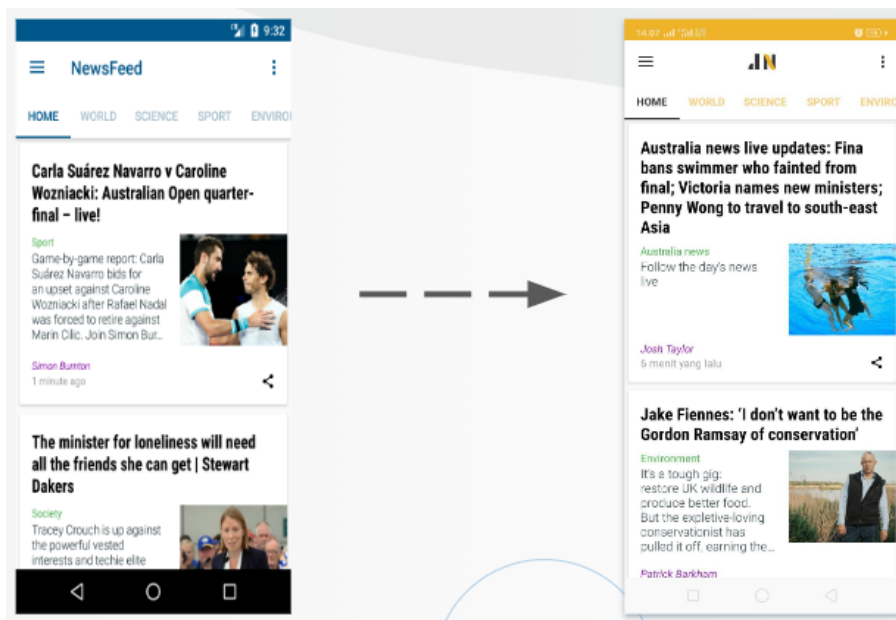 9:32
NewsFeed
HOME WORLD SCIENCE SPORT ENVIRO
Carla Suárez Navarro v Caroline
Wozniacki: Australian Open quarter-
final – live!
Sport
Game-by-game report: Carla
Suárez Navarro bids for
an upset against Caroline
Wozniacki after Rafael Nadal
was forced to retire against
Marin Cilic. Join Simon Bur...
Simon Burnton
1 minute ago
The minister for loneliness will need
all the friends she can get | Stewart
Dakers
Society
Tracey Crouch is up against
the powerful vested
interests and techie elite
14.07
JN
HOME WORLD SCIENCE SPORT ENVIRO
Australia news live updates: Fina
bans swimmer who fainted from
final; Victoria names new ministers;
Penny Wong to travel to south-east
Asia
Australia news
Follow the day's news
live
Josh Taylor
6 menit yang lalu
Jake Fiennes: ‘I don’t want to be the
Gordon Ramsay of conservation’
Environment
It's a tough gig:
restore UK wildlife and
produce better food.
But the expletive-loving
conservationist has
pulled it off, earning the...
Patrick Barkham